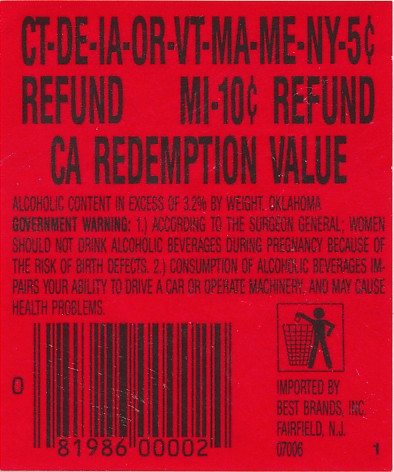 CT-DE-IA-OR-VT-MA-ME-NY-5¢
REFUND MI-10¢ REFUND
CA REDEMPTION VALUE
ALCOHOLIC CONTENT IN EXCESS OF 3.2% BY WEIGHT. OKLAHOMA
GOVERNMENT WARNING: 1.) ACCORDING TO THE SURGEON GENERAL; WOMEN
SHOULD NOT DRINK ALCOHOLIC BEVERAGES DURING PREGNANCY BECAUSE OF
THE RISK OF BIRTH DEFECTS. 2.) CONSUMPTION OF ALCOHOLIC BEVERAGES IM-
PAIRS YOUR ABILITY TO DRIVE A CAR OR OPERATE MACHINERY, AND MAY CAUSE
HEALTH PROBLEMS.
0 81986 00002 1
IMPORTED BY
BEST BRANDS, INC.
FAIRFIELD, N.J.
07006